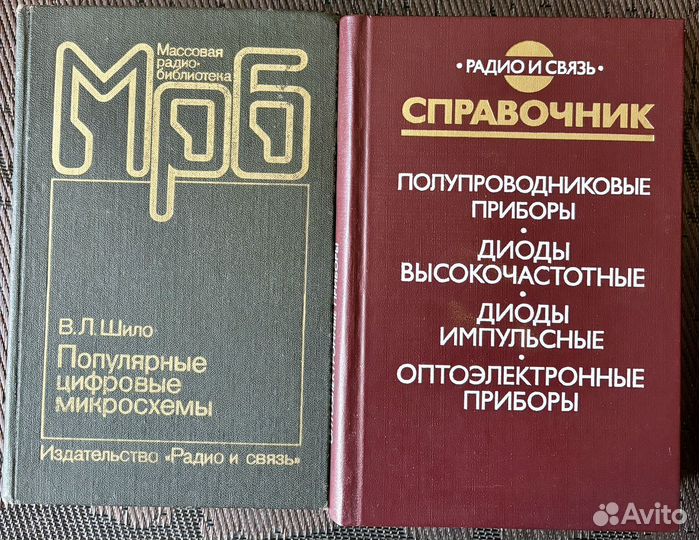 Массовая
радио-
библиотека
Мрб
В.Л. Шило
Популярные
цифровые
микросхемы
Издательство «Радио и связь»
• РАДИО И СВЯЗЬ •
СПРАВОЧНИК
ПОЛУПРОВОДНИКОВЫЕ
ПРИБОРЫ
•
ДИОДЫ
ВЫСОКОЧАСТОТНЫЕ
•
ДИОДЫ
ИМПУЛЬСНЫЕ
•
ОПТОЭЛЕКТРОННЫЕ
ПРИБОРЫ
ПРИБОРЫ
Avito